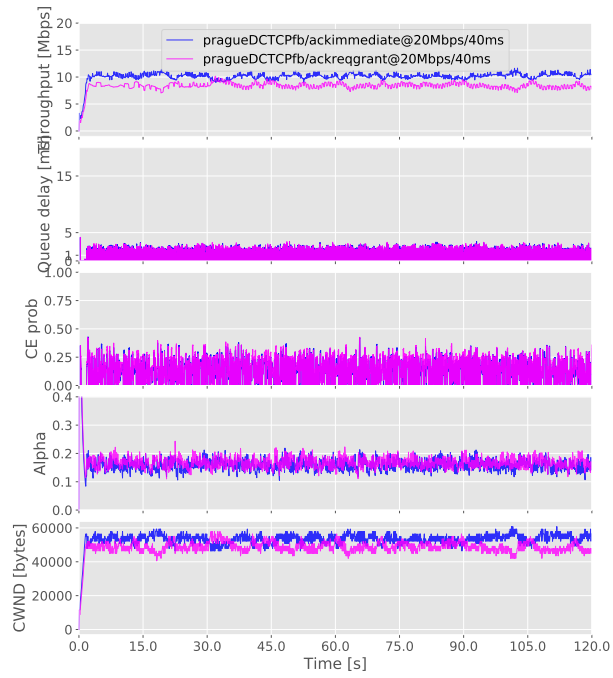 Throughput [Mbps]
20
15
10
5
0
pragueDCTCPfb/ackimmediate@20Mbps/40ms
pragueDCTCPfb/ackreqgrant@20Mbps/40ms
Queue delay [ms]
15
5
1
0
CE prob
1.00
0.75
0.50
0.25
0.00
Alpha
0.4
0.3
0.2
0.1
0.0
CWND [bytes]
60000
40000
20000
0
0.0 15.0 30.0 45.0 60.0 75.0 90.0 105.0 120.0
Time [s]